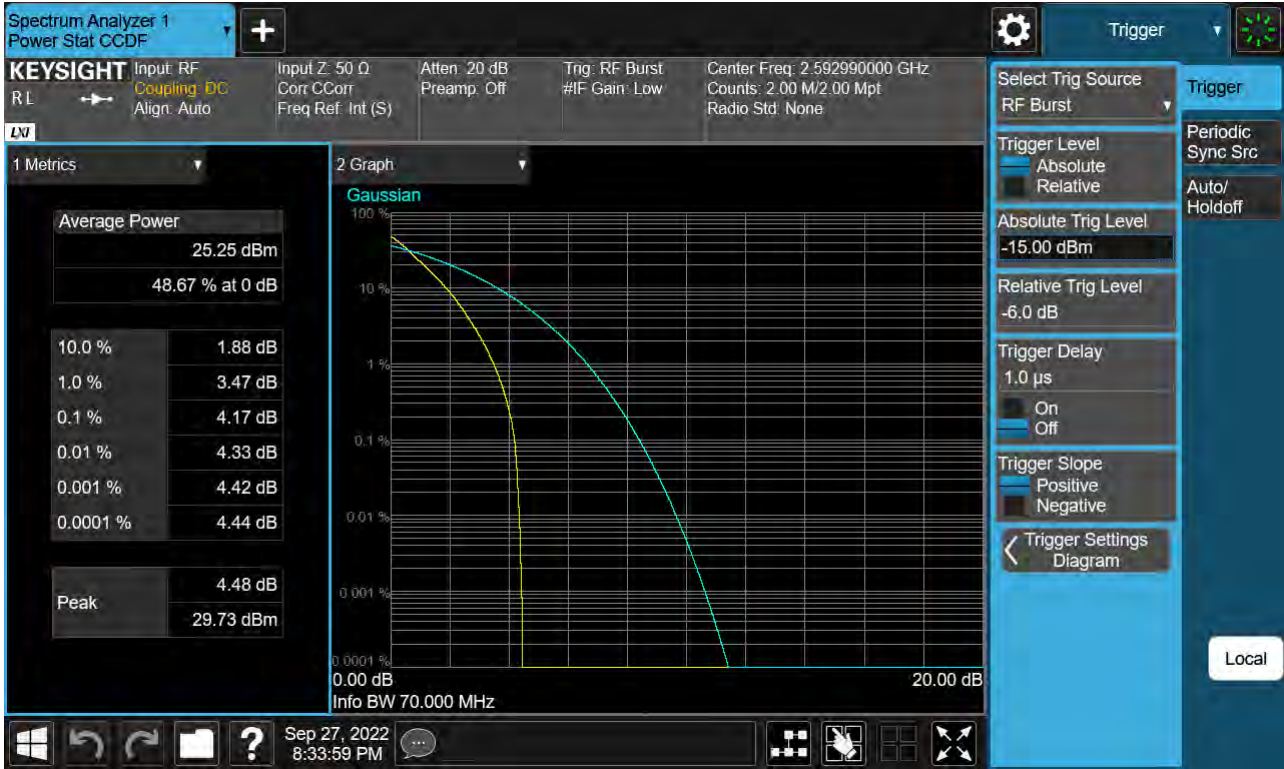 Spectrum Analyzer 1
Power Stat CCDF
+
Trigger
KEYSIGHT
RL
LXI
Input: RF
Coupling: DC
Align: Auto
Input Z: 50 Ω
Corr CCorr
Freq Ref: Int (S)
Atten: 20 dB
Preamp: Off
Trig: RF Burst
#IF Gain: Low
Center Freq: 2.592990000 GHz
Counts: 2.00 M/2.00 Mpt
Radio Std: None
1 Metrics
Average Power
25.25 dBm
48.67 % at 0 dB
10.0 % 1.88 dB
1.0 % 3.47 dB
0.1 % 4.17 dB
0.01 % 4.33 dB
0.001 % 4.42 dB
0.0001 % 4.44 dB
Peak 4.48 dB
29.73 dBm
2 Graph
Gaussian
100 %
10 %
1 %
0.1 %
0.01 %
0.001 %
0.0001 %
0.00 dB 20.00 dB
Info BW 70.000 MHz
Select Trig Source
RF Burst
Trigger Level
Absolute
Relative
Absolute Trig Level
-15.00 dBm
Relative Trig Level
-6.0 dB
Trigger Delay
1.0 µs
On
Off
Trigger Slope
Positive
Negative
Trigger Settings
Diagram
Trigger
Periodic
Sync Src
Auto/
Holdoff
Local
?
Sep 27, 2022
8:33:59 PM